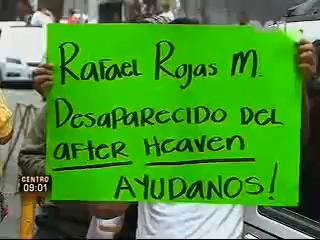 Rafael Rojas M.
Desaparecido del
after Heaven
AYUDANOS!
CENTRO
09:01